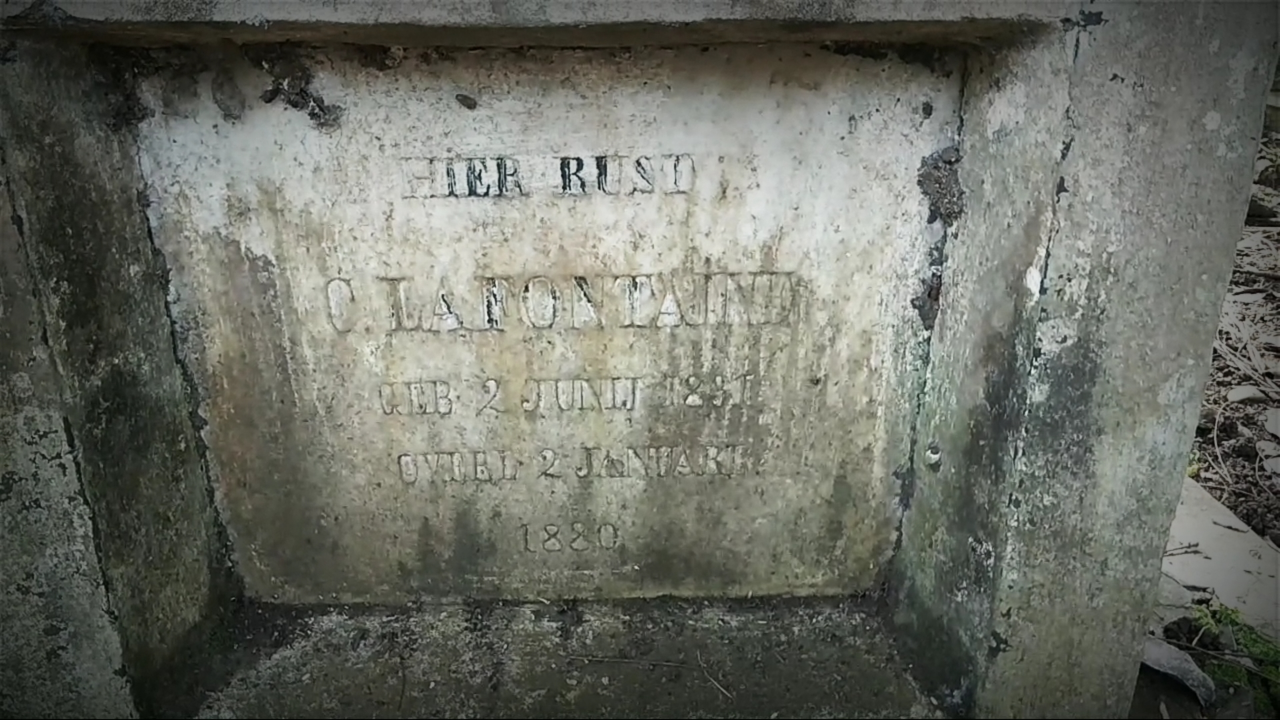 HIER RUST
C LAFONTAINE
GEB 2 JUNIJ
OVERL 2 JANUARI
1880